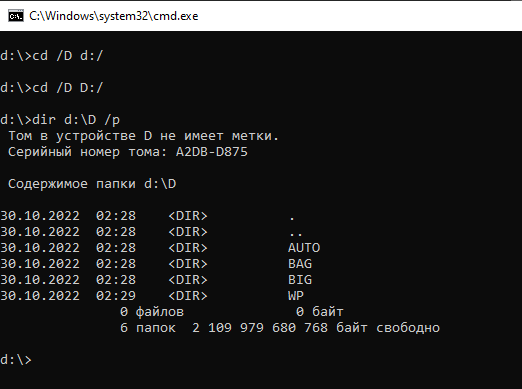 C:\Windows\system32\cmd.exe
d:\>cd /D d:/
d:\>cd /D D:/
d:\>dir d:\D /p
Том в устройстве D не имеет метки.
Серийный номер тома: A2DB-D875
Содержимое папки d:\D
30.10.2022  02:28    <DIR>          .
30.10.2022  02:28    <DIR>          ..
30.10.2022  02:28    <DIR>          AUTO
30.10.2022  02:28    <DIR>          BAG
30.10.2022  02:28    <DIR>          BIG
30.10.2022  02:29    <DIR>          WP
0 файлов              0 байт
6 папок  2 109 979 680 768 байт свободно
d:\>